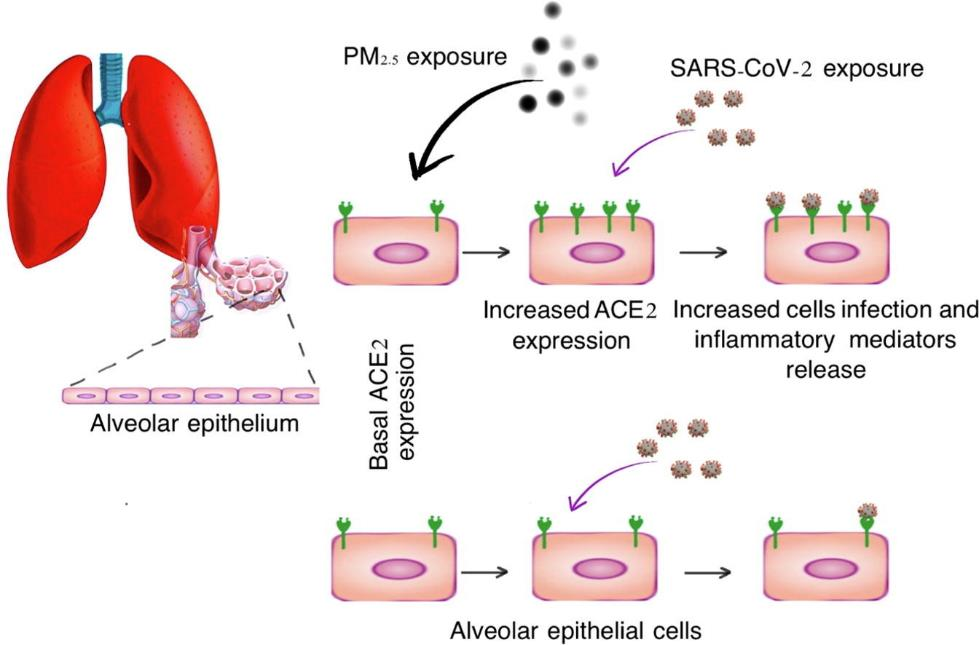 PM2.5 exposure
SARS-CoV-2 exposure
Increased ACE2
expression
Increased cells infection and
inflammatory mediators
release
Basal ACE2
expression
Alveolar epithelium
Alveolar epithelial cells